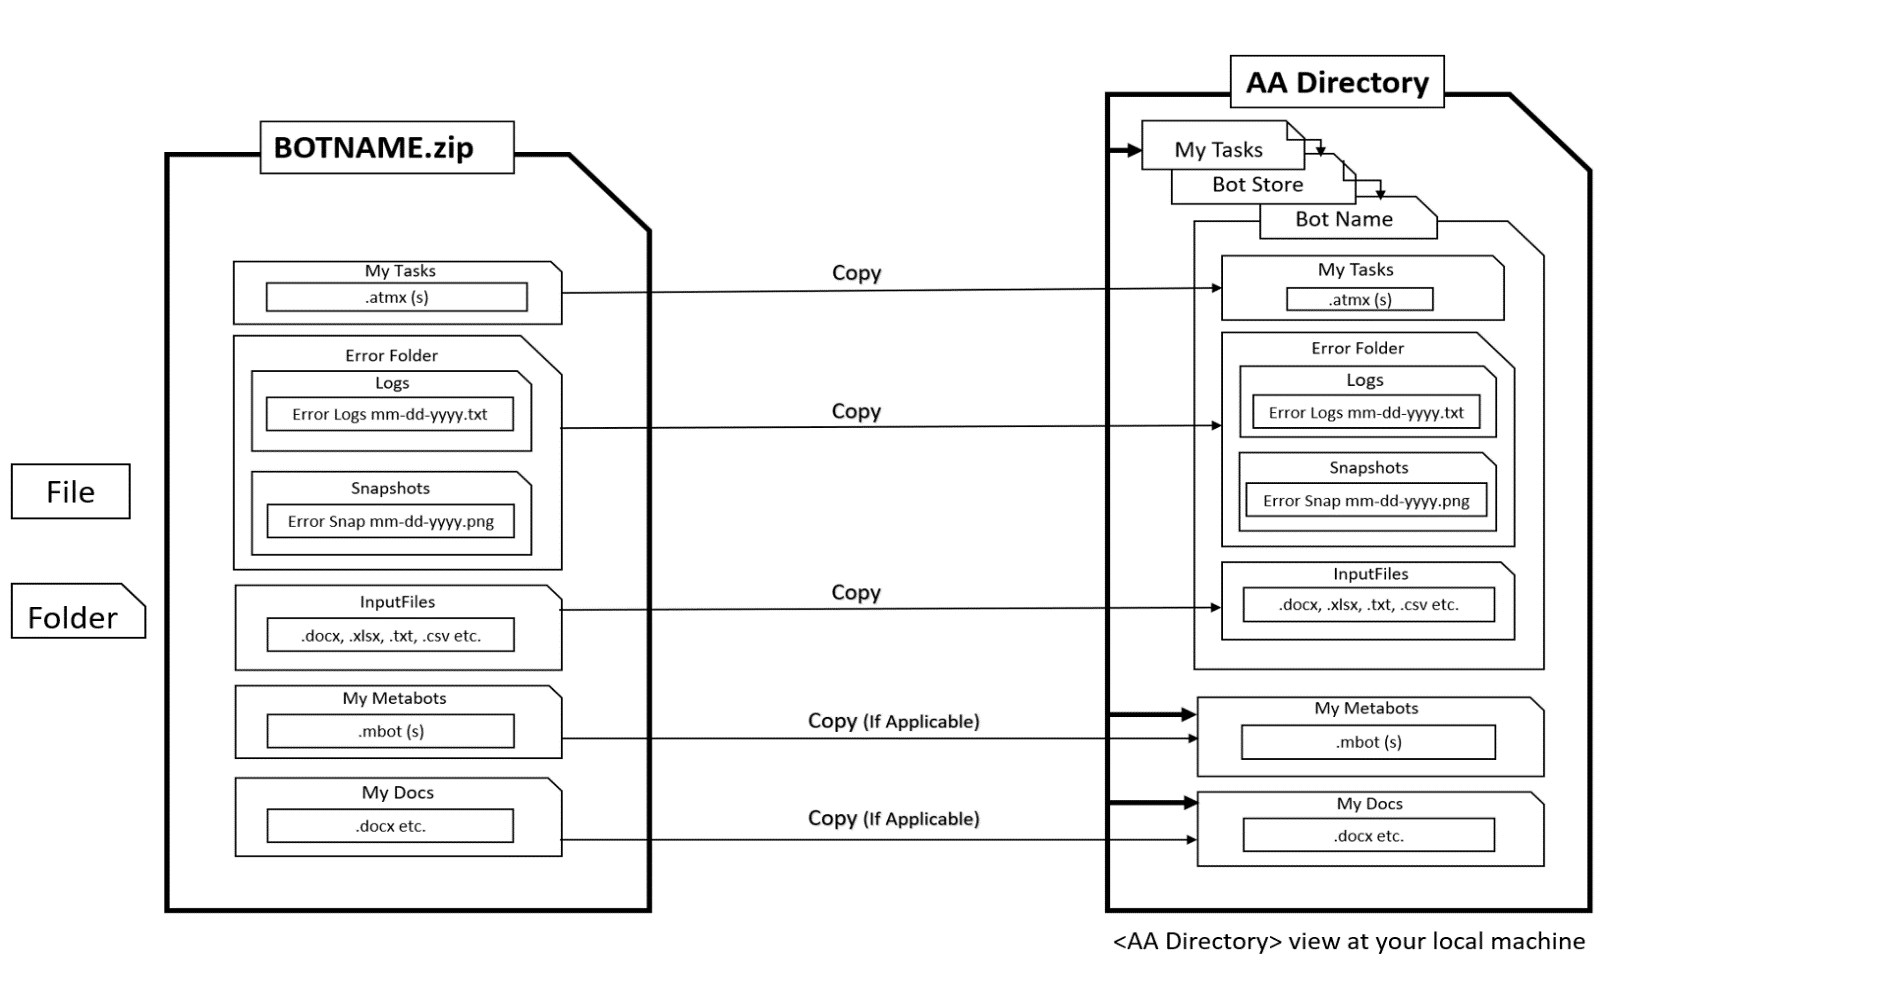 AA Directory
BOTNAME.zip
My Tasks
Bot Store
Bot Name
My Tasks
.atmx (s)
Copy
My Tasks
.atmx (s)
Error Folder
Logs
Error Logs mm-dd-yyyy.txt
Snapshots
Error Snap mm-dd-yyyy.png
Copy
Error Folder
Logs
Error Logs mm-dd-yyyy.txt
Snapshots
Error Snap mm-dd-yyyy.png
File
Folder
InputFiles
.docx, .xlsx, .txt, .csv etc.
Copy
InputFiles
.docx, .xlsx, .txt, .csv etc.
My Metabots
.mbot (s)
Copy (If Applicable)
My Metabots
.mbot (s)
My Docs
.docx etc.
Copy (If Applicable)
My Docs
.docx etc.
<AA Directory> view at your local machine